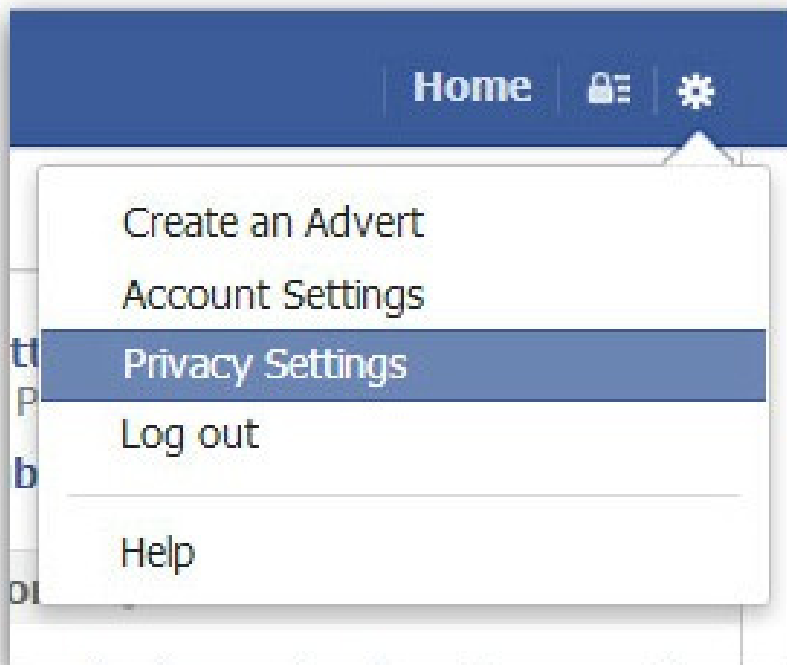 Home
Create an Advert
Account Settings
Privacy Settings
Log out
Help